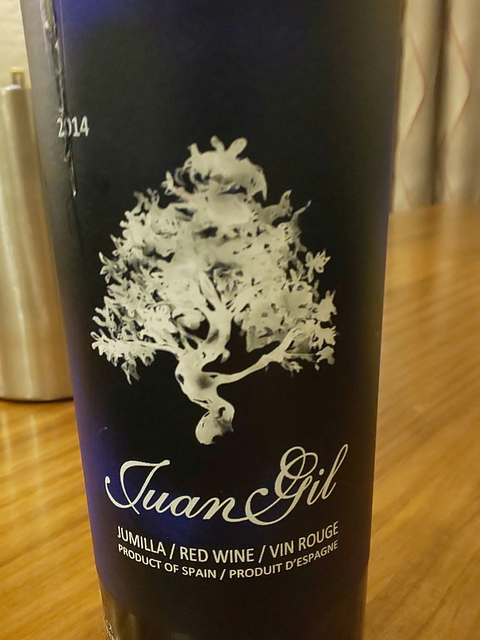 2014
Juan Gil
JUMILLA / RED WINE / VIN ROUGE
PRODUCT OF SPAIN / PRODUIT D'ESPAGNE